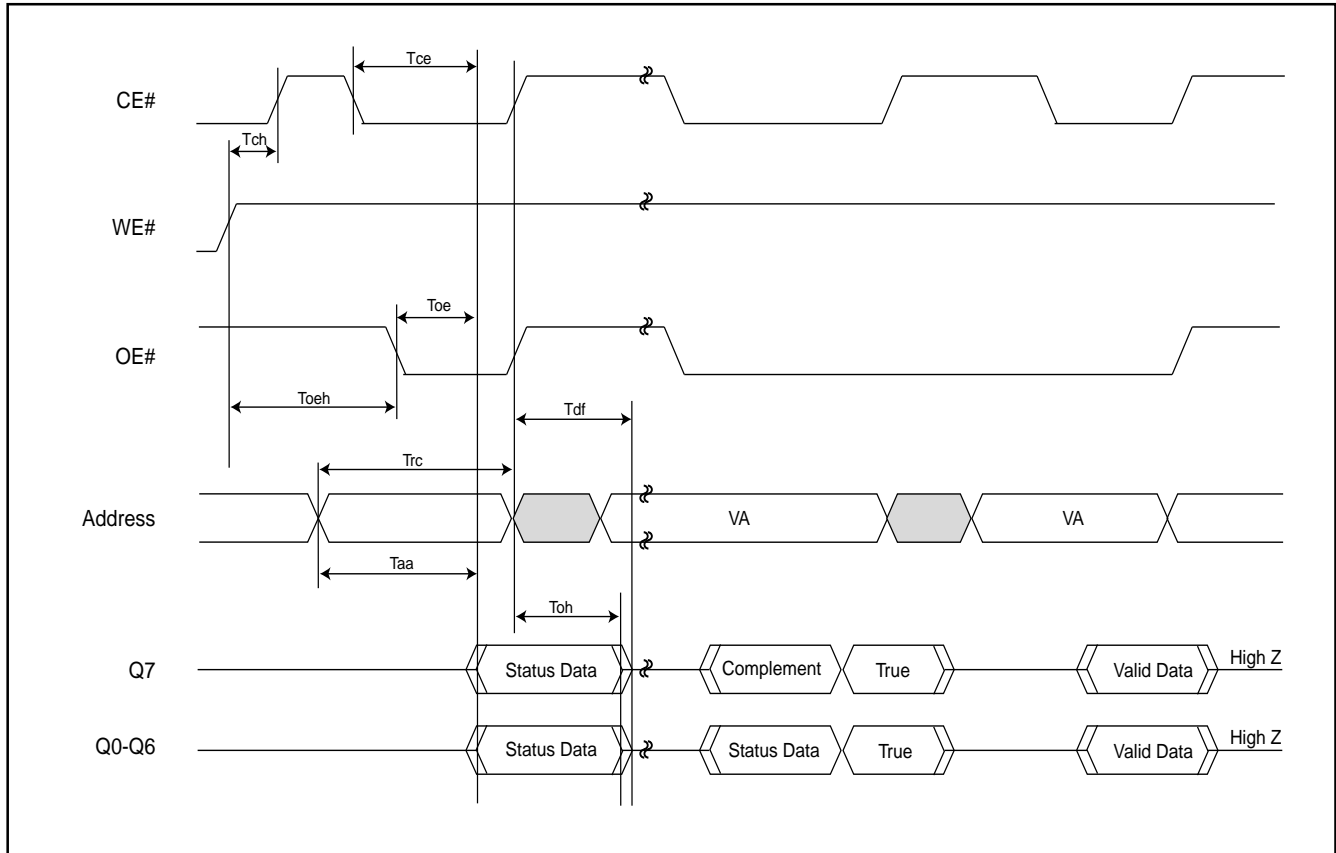 Tce
CE#
Tch
WE#
Toe
OE#
Toeh
Tdf
Trc
Address
VA
VA
Taa
Toh
Q7
Status Data
Complement
True
Valid Data
High Z
Q0-Q6
Status Data
Status Data
True
Valid Data
High Z